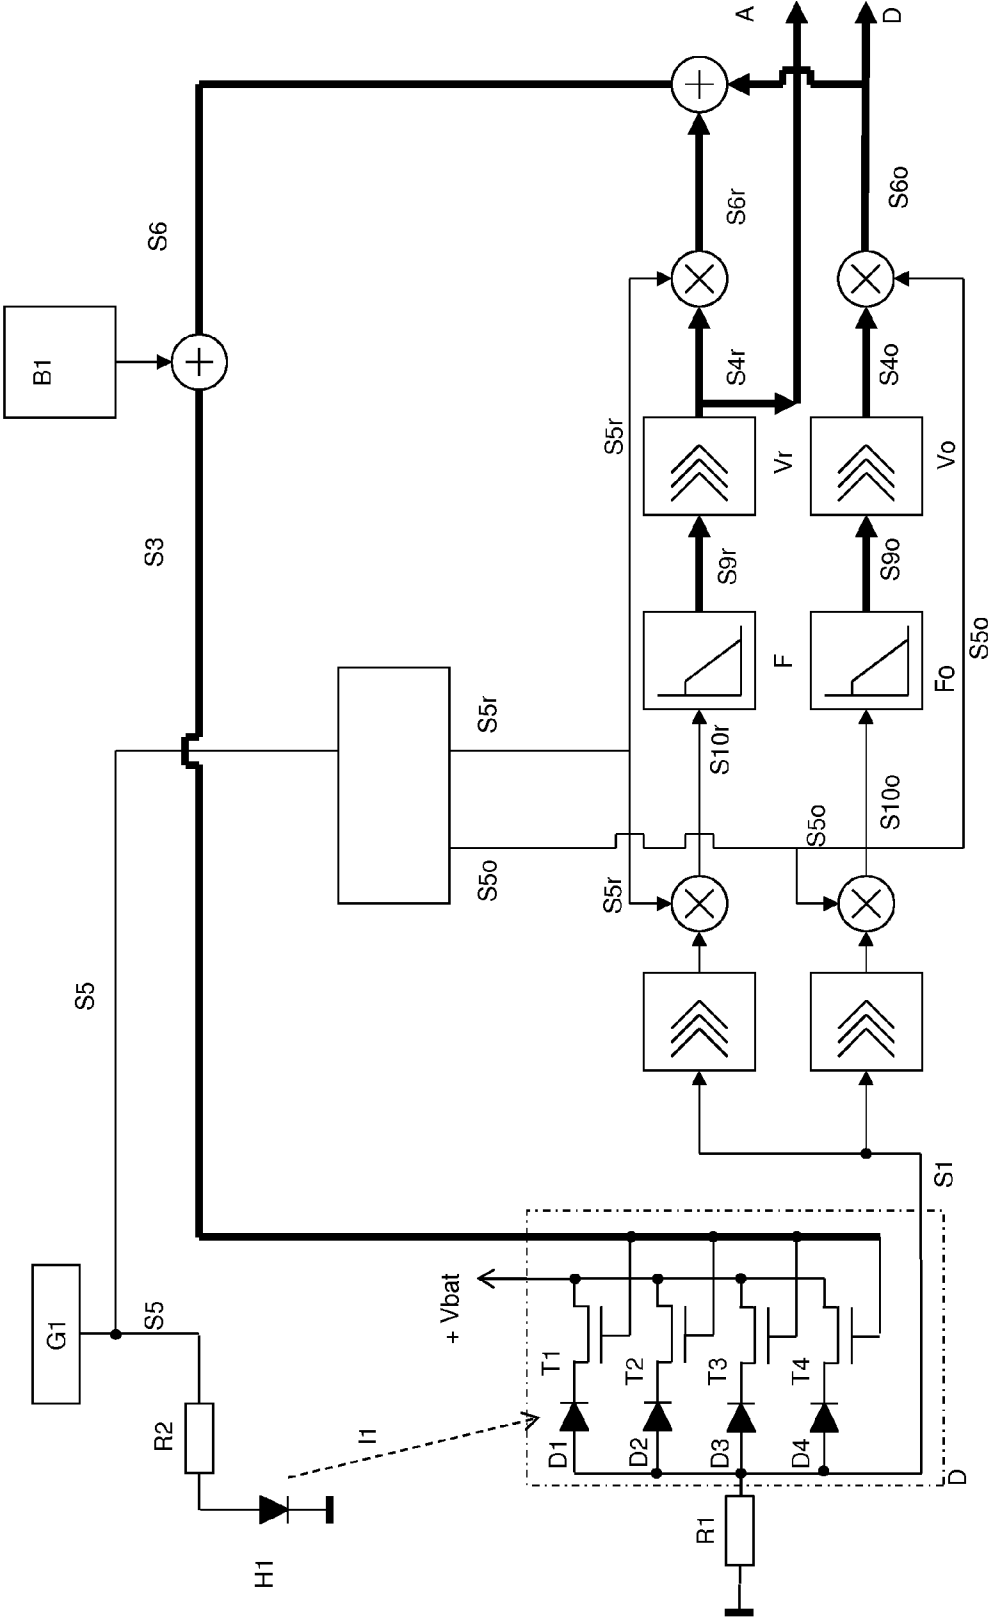 A
D
S6
S6r
S6o
B1
S4r
S4o
S5r
Vr
Vo
S3
S9r
S9o
F
Fo
S5o
S5r
S10r
S10o
S5o
S5o
S5r
S5
S1
G1
S5
+ Vbat
T1
T2
T3
T4
R2
I1
D1
D2
D3
D4
D
R1
H1